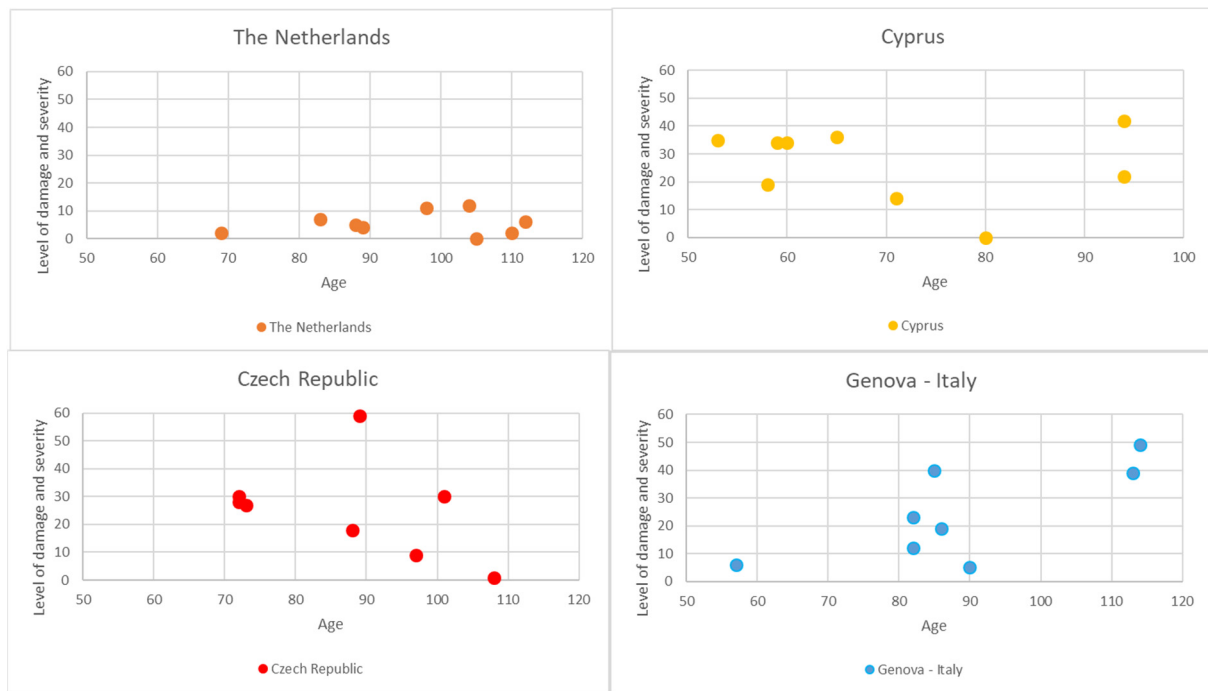 The Netherlands
Level of damage and severity
60
50
40
30
20
10
0
50 60 70 80 90 100 110 120
Age
The Netherlands
Cyprus
Level of damage and severity
60
50
40
30
20
10
0
50 60 70 80 90 100
Age
Cyprus
Czech Republic
Level of damage and severity
60
50
40
30
20
10
0
50 60 70 80 90 100 110 120
Age
Czech Republic
Genova - Italy
Level of damage and severity
60
50
40
30
20
10
0
50 60 70 80 90 100 110 120
Age
Genova - Italy